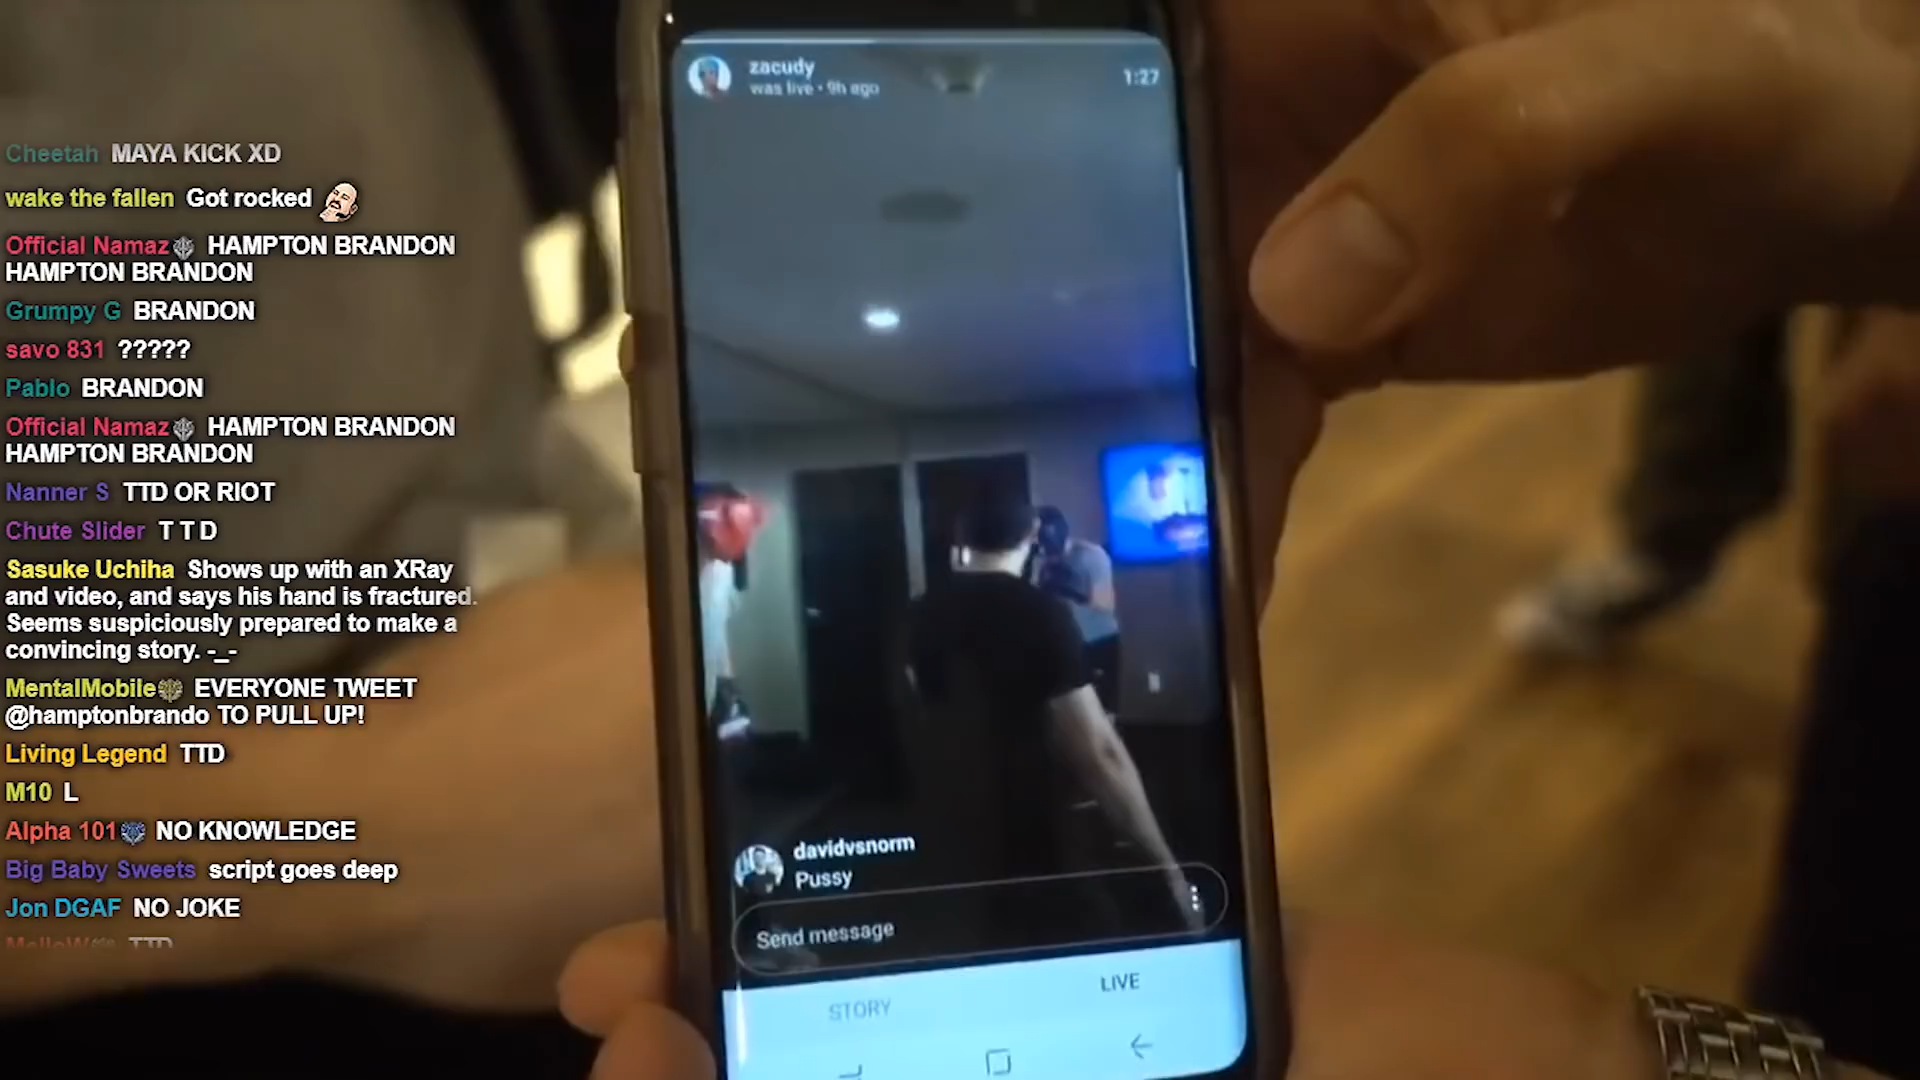 Cheetah MAYA KICK XD
wake the fallen Got rocked
Official Namaz HAMPTON BRANDON
HAMPTON BRANDON
Grumpy G BRANDON
savo 831 ?????
Pablo BRANDON
Official Namaz HAMPTON BRANDON
HAMPTON BRANDON
Nanner S TTD OR RIOT
Chute Slider T T D
Sasuke Uchiha Shows up with an XRay
and video, and says his hand is fractured.
Seems suspiciously prepared to make a
convincing story. -_-
MentalMobile EVERYONE TWEET
@hamptonbrando TO PULL UP!
Living Legend TTD
M10 L
Alpha 101 NO KNOWLEDGE
Big Baby Sweets script goes deep
Jon DGAF NO JOKE
TTD
zacudy
was live • 9h ago
1:27
davidvsnorm
Pussy
Send message
STORY
LIVE